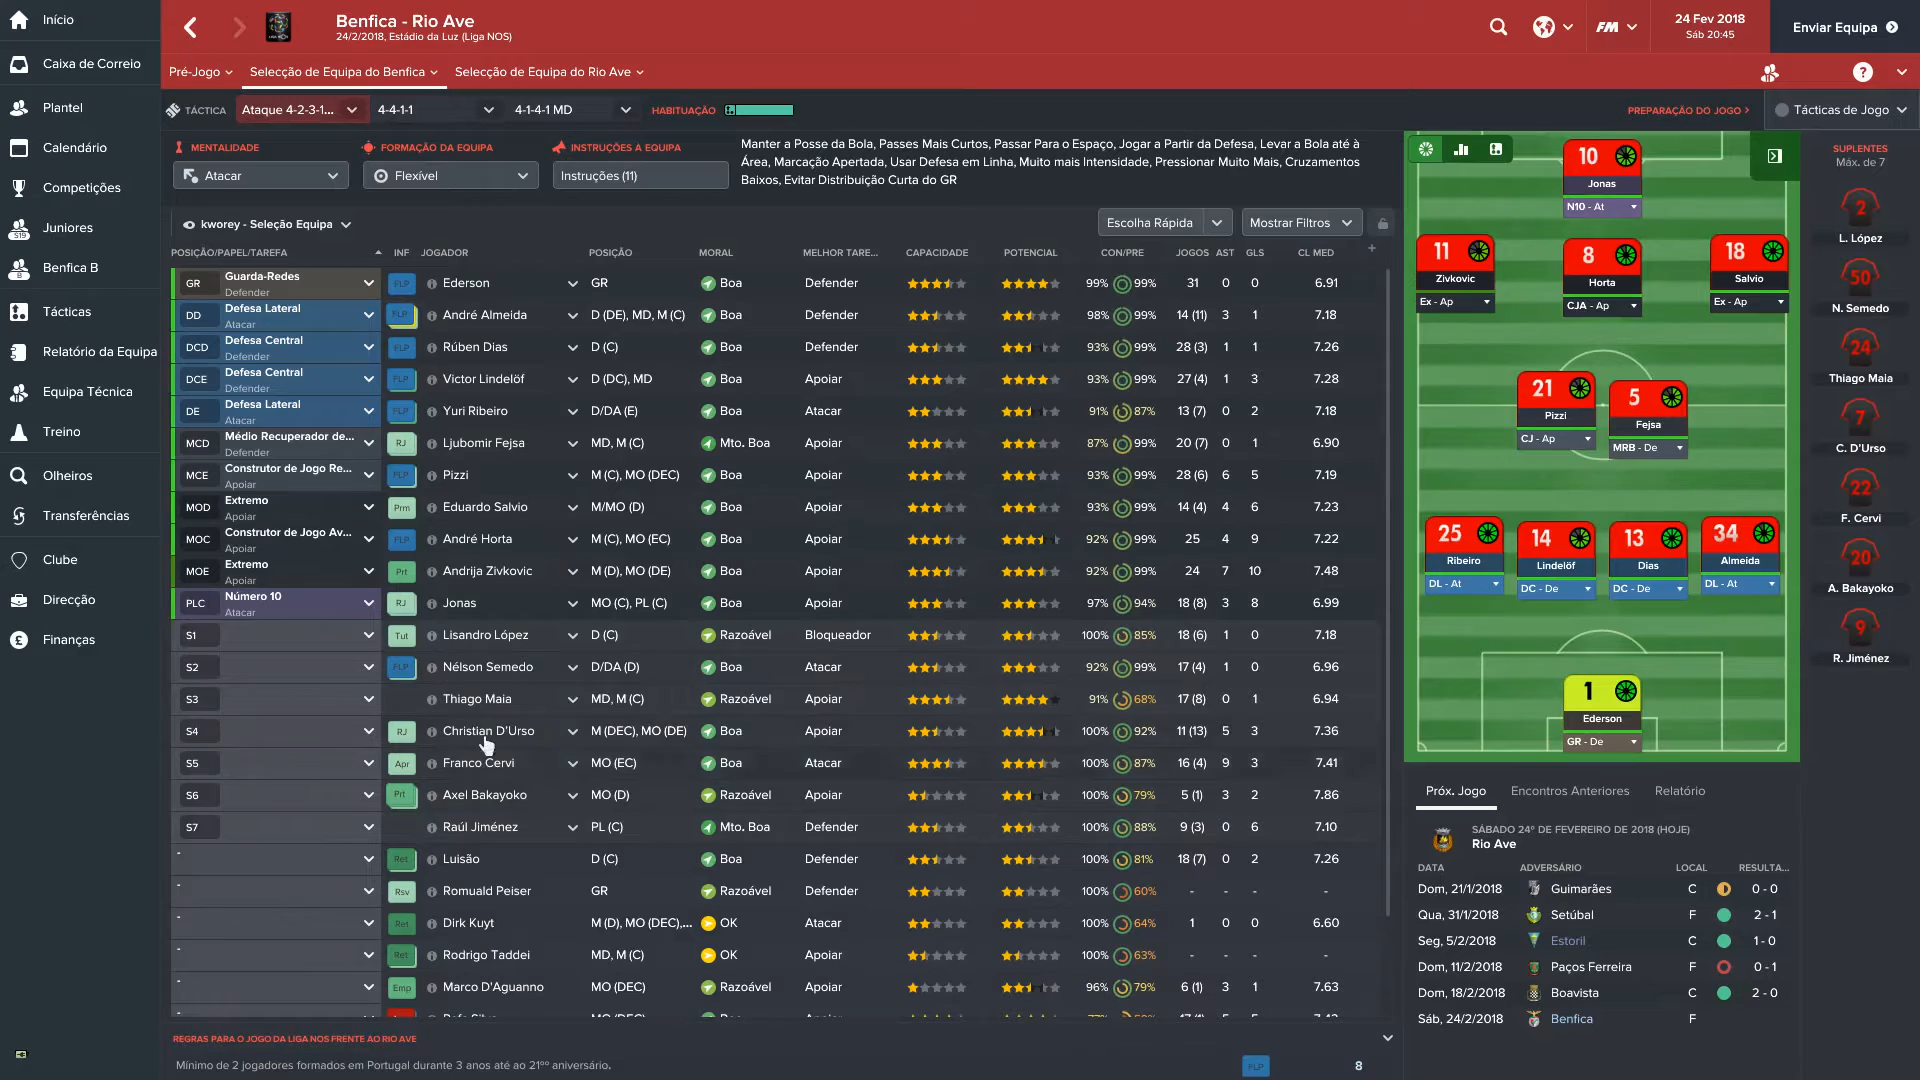 Início
Caixa de Correio
Plantel
Calendário
Competições
Juniores
Benfica B
Tácticas
Relatório da Equipa
Equipa Técnica
Treino
Olheiros
Transferências
Clube
Direcção
Finanças
Benfica - Rio Ave
24/2/2018, Estádio da Luz (Liga NOS)
FM
24 Fev 2018
Sáb 20:45
Enviar Equipa
Pré-Jogo
Selecção de Equipa do Benfica
Selecção de Equipa do Rio Ave
TÁCTICA
Ataque 4-2-3-1...
4-4-1-1
4-1-4-1 MD
HABITUAÇÃO
PREPARAÇÃO DO JOGO >
Tácticas de Jogo
MENTALIDADE
Atacar
FORMAÇÃO DA EQUIPA
Flexível
INSTRUÇÕES À EQUIPA
Instruções (11)
Manter a Posse da Bola, Passes Mais Curtos, Passar Para o Espaço, Jogar a Partir da Defesa, Levar a Bola até à
Área, Marcação Apertada, Usar Defesa em Linha, Muito mais Intensidade, Pressionar Muito Mais, Cruzamentos
Baixos, Evitar Distribuição Curta do GR
kworey - Seleção Equipa
Escolha Rápida
Mostrar Filtros
POSIÇÃO/PAPEL/TAREFA INF JOGADOR POSIÇÃO MORAL MELHOR TARE... CAPACIDADE POTENCIAL CON/PRE JOGOS AST GLS CL MED
GR Guarda-Redes Defender FLP Ederson GR Boa Defender 99% 99% 31 0 0 6.91
DD Defesa Lateral Atacar FLP André Almeida D (DE), MD, M (C) Boa Defender 98% 99% 14 (11) 3 1 7.18
DCD Defesa Central Defender FLP Rúben Dias D (C) Boa Defender 93% 99% 28 (3) 1 1 7.26
DCE Defesa Central Defender FLP Victor Lindelöf D (DC), MD Boa Apoiar 93% 99% 27 (4) 1 3 7.28
DE Defesa Lateral Atacar FLP Yuri Ribeiro D/DA (E) Boa Atacar 91% 87% 13 (7) 0 2 7.18
MCD Médio Recuperador de... Defender RJ Ljubomir Fejsa MD, M (C) Mto. Boa Apoiar 87% 99% 20 (7) 0 1 6.90
MCE Construtor de Jogo Re... Apoiar FLP Pizzi M (C), MO (DEC) Boa Apoiar 93% 99% 28 (6) 6 5 7.19
MOD Extremo Apoiar Prm Eduardo Salvio M/MO (D) Boa Apoiar 93% 99% 14 (4) 4 6 7.23
MOC Construtor de Jogo Av... Apoiar FLP André Horta M (C), MO (EC) Boa Apoiar 92% 99% 25 4 9 7.22
MOE Extremo Apoiar Prt Andrija Zivkovic M (D), MO (DE) Boa Apoiar 92% 99% 24 7 10 7.48
PLC Número 10 Atacar RJ Jonas MO (C), PL (C) Boa Apoiar 97% 94% 18 (8) 3 8 6.99
S1 Tut Lisandro López D (C) Razoável Bloqueador 100% 85% 18 (6) 1 0 7.18
S2 FLP Nélson Semedo D/DA (D) Boa Atacar 92% 99% 17 (4) 1 0 6.96
S3 Thiago Maia MD, M (C) Razoável Apoiar 91% 68% 17 (8) 0 1 6.94
S4 RJ Christian D'Urso M (DEC), MO (DE) Boa Apoiar 100% 92% 11 (13) 5 3 7.36
S5 Apr Franco Cervi MO (EC) Boa Atacar 100% 87% 16 (4) 9 3 7.41
S6 Prt Axel Bakayoko MO (D) Razoável Apoiar 100% 79% 5 (1) 3 2 7.86
S7 Raúl Jiménez PL (C) Mto. Boa Defender 100% 88% 9 (3) 0 6 7.10
- Ret Luisão D (C) Boa Defender 100% 81% 18 (7) 0 2 7.26
- Rsv Romuald Peiser GR Razoável Defender 100% 60% - - - -
- Ret Dirk Kuyt M (D), MO (DEC),... OK Atacar 100% 64% 1 0 0 6.60
- Ret Rodrigo Taddei MD, M (C) OK Apoiar 100% 63% - - - -
- Emp Marco D'Aguanno MO (DEC) Razoável Apoiar 96% 79% 6 (1) 3 1 7.63
REGRAS PARA O JOGO DA LIGA NOS FRENTE AO RIO AVE
Mínimo de 2 jogadores formados em Portugal durante 3 anos até ao 21ºº aniversário.
FLP 8
10
Jonas
N10 - At
11
Zivkovic
Ex - Ap
8
Horta
CJA - Ap
18
Salvio
Ex - Ap
21
Pizzi
CJ - Ap
5
Fejsa
MRB - De
25
Ribeiro
DL - At
14
Lindelöf
DC - De
13
Dias
DC - De
34
Almeida
DL - At
1
Ederson
GR - De
SUPLENTES
Máx. de 7
2
L. López
50
N. Semedo
24
Thiago Maia
7
C. D'Urso
22
F. Cervi
20
A. Bakayoko
9
R. Jiménez
Próx. Jogo
Encontros Anteriores
Relatório
SÁBADO 24º DE FEVEREIRO DE 2018 (HOJE)
Rio Ave
DATA ADVERSÁRIO LOCAL RESULTA...
Dom, 21/1/2018 Guimarães C 0 - 0
Qua, 31/1/2018 Setúbal F 2 - 1
Seg, 5/2/2018 Estoril C 1 - 0
Dom, 11/2/2018 Paços Ferreira F 0 - 1
Dom, 18/2/2018 Boavista C 2 - 0
Sáb, 24/2/2018 Benfica F